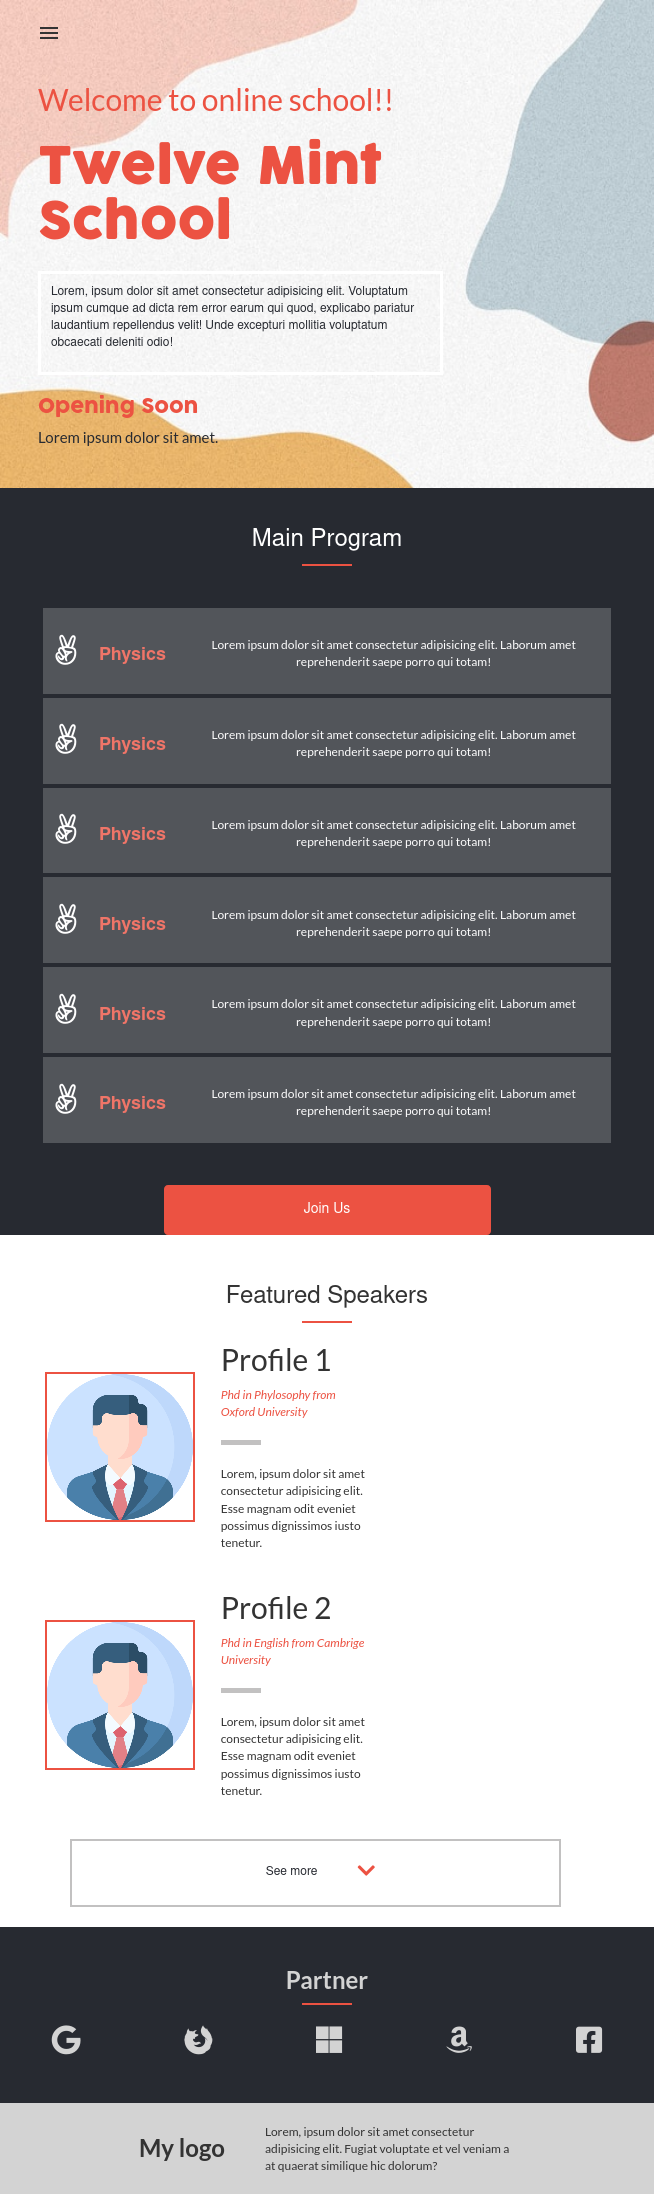 Welcome to online school!!
Twelve Mint
School
Lorem, ipsum dolor sit amet consectetur adipisicing elit. Voluptatum
ipsum cumque ad dicta rem error earum qui quod, explicabo pariatur
laudantium repellendus velit! Unde excepturi mollitia voluptatum
obcaecati deleniti odio!
Opening Soon
Lorem ipsum dolor sit amet.
Main Program
Physics
Lorem ipsum dolor sit amet consectetur adipisicing elit. Laborum amet
reprehenderit saepe porro qui totam!
Physics
Lorem ipsum dolor sit amet consectetur adipisicing elit. Laborum amet
reprehenderit saepe porro qui totam!
Physics
Lorem ipsum dolor sit amet consectetur adipisicing elit. Laborum amet
reprehenderit saepe porro qui totam!
Physics
Lorem ipsum dolor sit amet consectetur adipisicing elit. Laborum amet
reprehenderit saepe porro qui totam!
Physics
Lorem ipsum dolor sit amet consectetur adipisicing elit. Laborum amet
reprehenderit saepe porro qui totam!
Physics
Lorem ipsum dolor sit amet consectetur adipisicing elit. Laborum amet
reprehenderit saepe porro qui totam!
Join Us
Featured Speakers
Profile 1
Phd in Phylosophy from
Oxford University
Lorem, ipsum dolor sit amet
consectetur adipisicing elit.
Esse magnam odit eveniet
possimus dignissimos iusto
tenetur.
Profile 2
Phd in English from Cambrige
University
Lorem, ipsum dolor sit amet
consectetur adipisicing elit.
Esse magnam odit eveniet
possimus dignissimos iusto
tenetur.
See more
Partner
My logo
Lorem, ipsum dolor sit amet consectetur
adipisicing elit. Fugiat voluptate et vel veniam a
at quaerat similique hic dolorum?